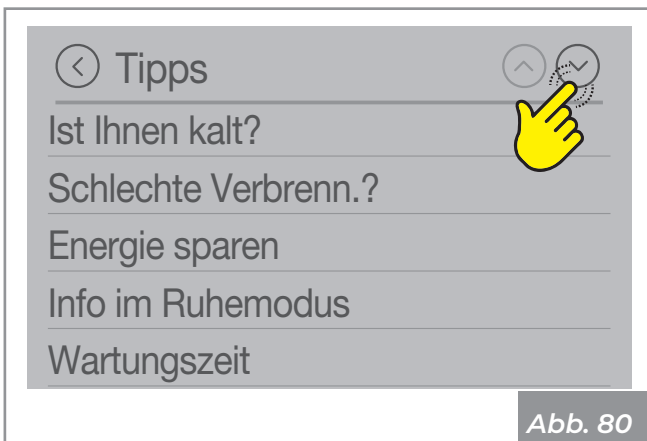 Tipps
Ist Ihnen kalt?
Schlechte Verbrenn.?
Energie sparen
Info im Ruhemodus
Wartungszeit
Abb. 80